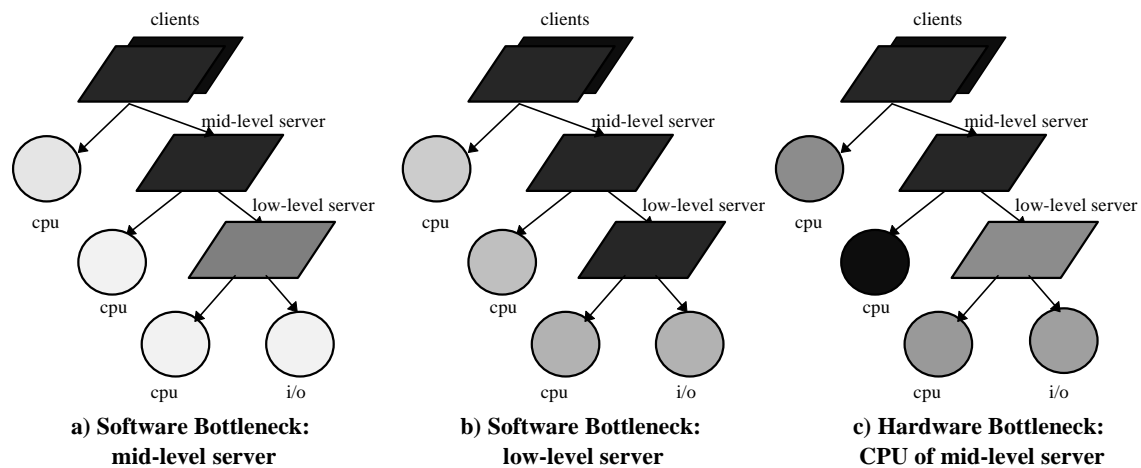 clients
mid-level server
cpu
low-level server
cpu
cpu
i/o
a) Software Bottleneck:
mid-level server
clients
mid-level server
cpu
low-level server
cpu
cpu
i/o
b) Software Bottleneck:
low-level server
clients
mid-level server
cpu
low-level server
cpu
cpu
i/o
c) Hardware Bottleneck:
CPU of mid-level server